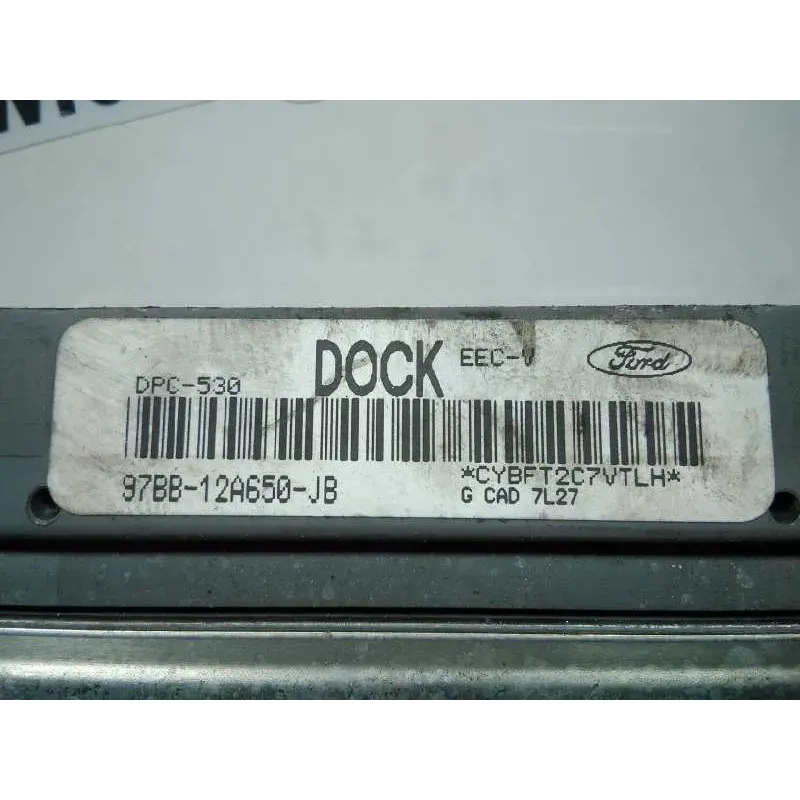 DPC-530
DOCK
EEC-V
Ford
97BB-12A650-JB
*CYBFT2C7VTLH*
G CAD 7L27